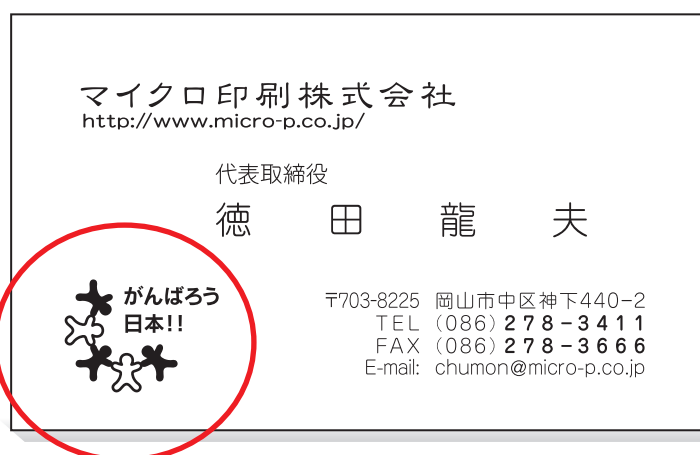 マイクロ印刷株式会社
http://www.micro-p.co.jp/
代表取締役
徳田龍夫
がんばろう
日本!!
〒703-8225 岡山市中区神下440-2
TEL (086)278-3411
FAX (086)278-3666
E-mail: chumon@micro-p.co.jp